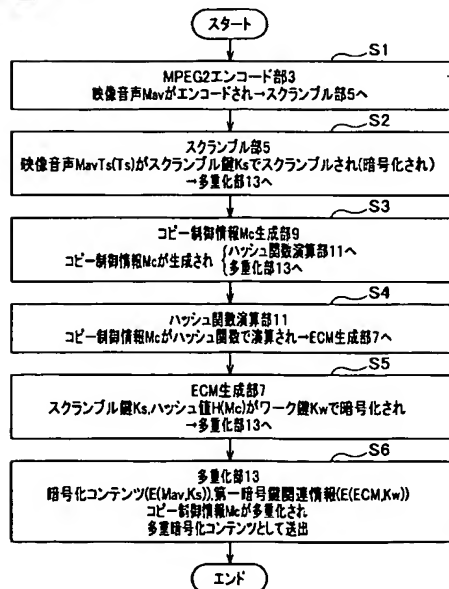 スタート
S1
MPEG2エンコード部3
映像音声Mavがエンコードされ→スクランブル部5へ
S2
スクランブル部5
映像音声MavTs(Ts)がスクランブル鍵Ksでスクランブルされ(暗号化され)
→多重化部13へ
S3
コピー制御情報Mc生成部9
コピー制御情報Mcが生成され
ハッシュ関数演算部11へ
多重化部13へ
S4
ハッシュ関数演算部11
コピー制御情報Mcがハッシュ関数で演算され→ECM生成部7へ
S5
ECM生成部7
スクランブル鍵Ks,ハッシュ値H(Mc)がワーク鍵Kwで暗号化され
→多重化部13へ
S6
多重化部13
暗号化コンテンツ(E(Mav,Ks)),第一暗号鍵関連情報(E(ECM,Kw))
コピー制御情報Mcが多重化され
多重暗号化コンテンツとして送出
エンド